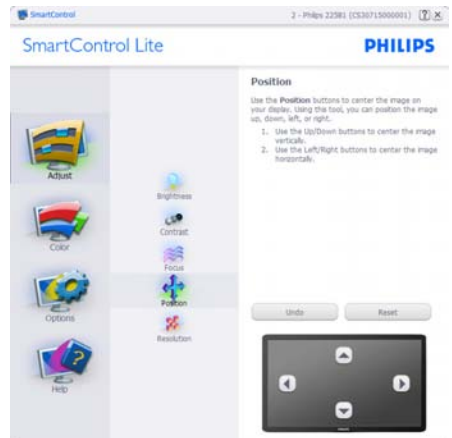 SmartControl
2 - Philips 225B1 (CS30715000001)
SmartControl Lite
PHILIPS
Adjust
Color
Options
Help
Brightness
Contrast
Focus
Position
Resolution
Position
Use the Position buttons to center the image on
your display. Using this tool, you can position the image
up, down, left, or right.
1. Use the Up/Down buttons to center the image
vertically.
2. Use the Left/Right buttons to center the image
horizontally.
Undo
Reset